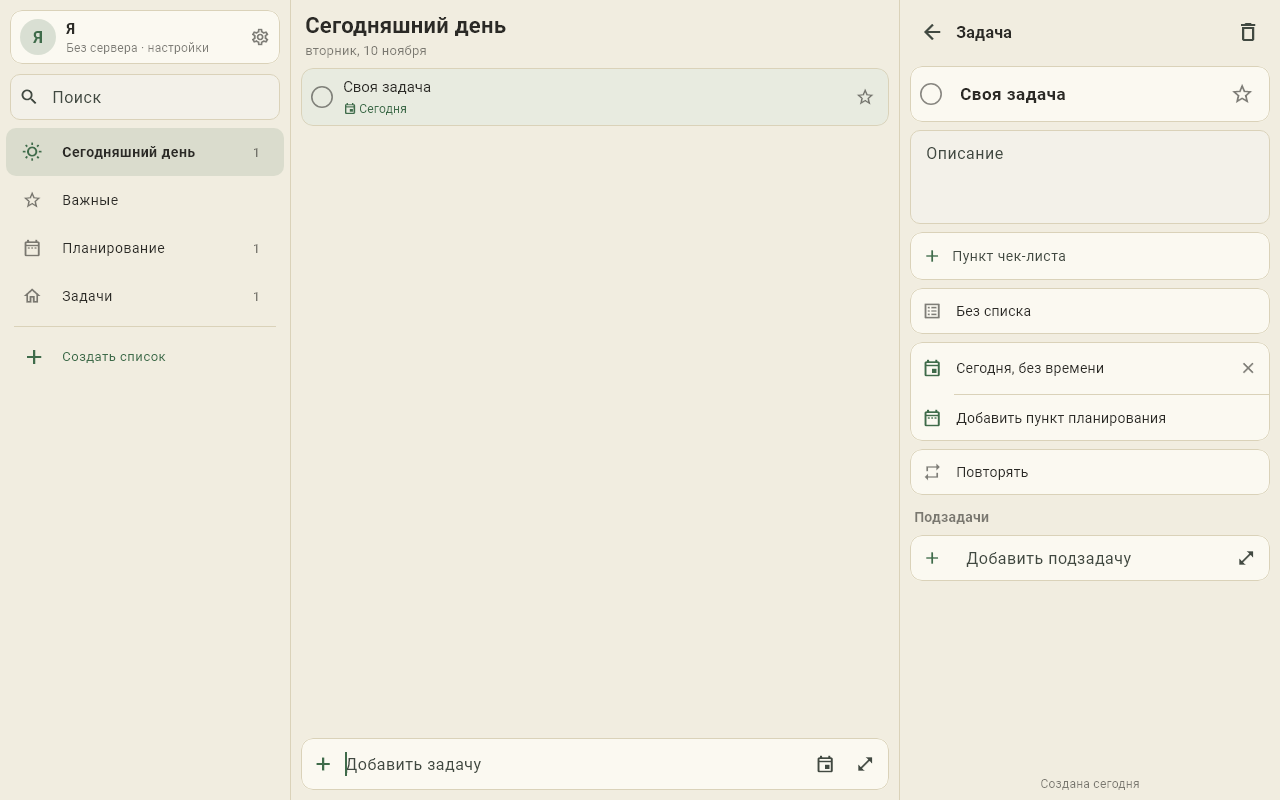 Я
Я
Без сервера · настройки
Поиск
Сегодняшний день 1
Важные
Планирование 1
Задачи 1
Создать список
Сегодняшний день
вторник, 10 ноября
Своя задача
Сегодня
Добавить задачу
Задача
Своя задача
Описание
Пункт чек-листа
Без списка
Сегодня, без времени
Добавить пункт планирования
Повторять
Подзадачи
Добавить подзадачу
Создана сегодня